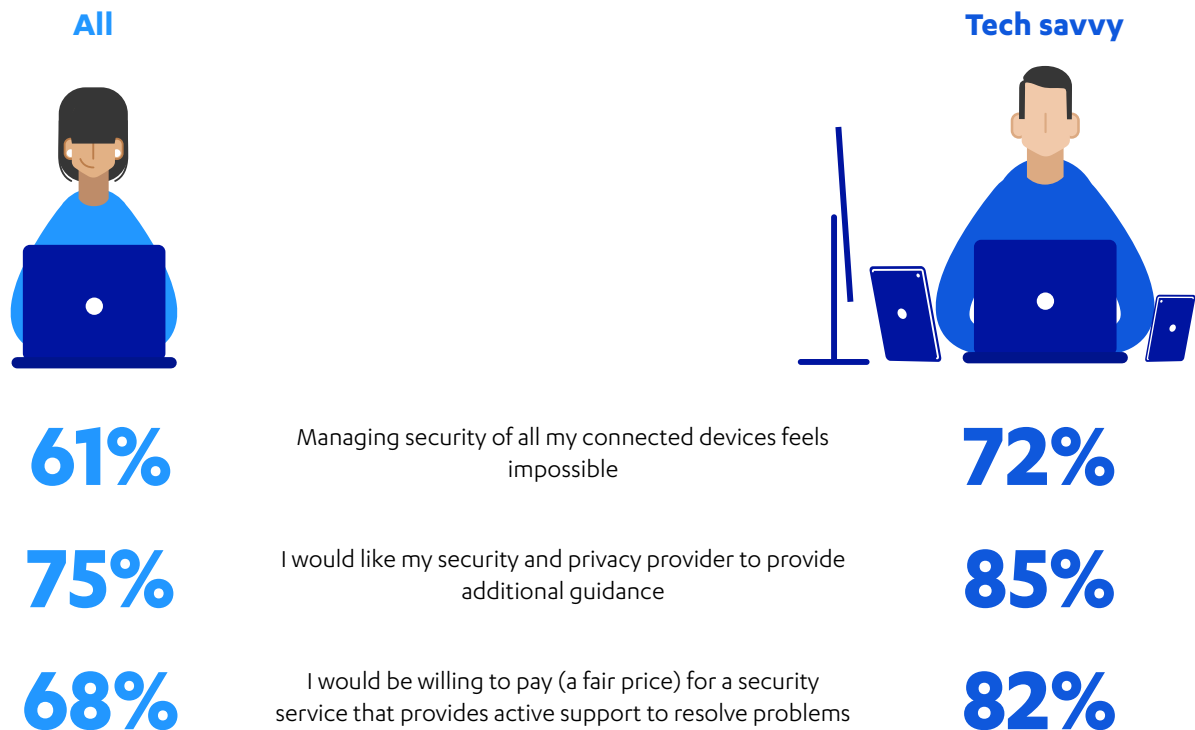 All
Tech savvy
61%
Managing security of all my connected devices feels
impossible
72%
75%
I would like my security and privacy provider to provide
additional guidance
85%
68%
I would be willing to pay (a fair price) for a security
service that provides active support to resolve problems
82%